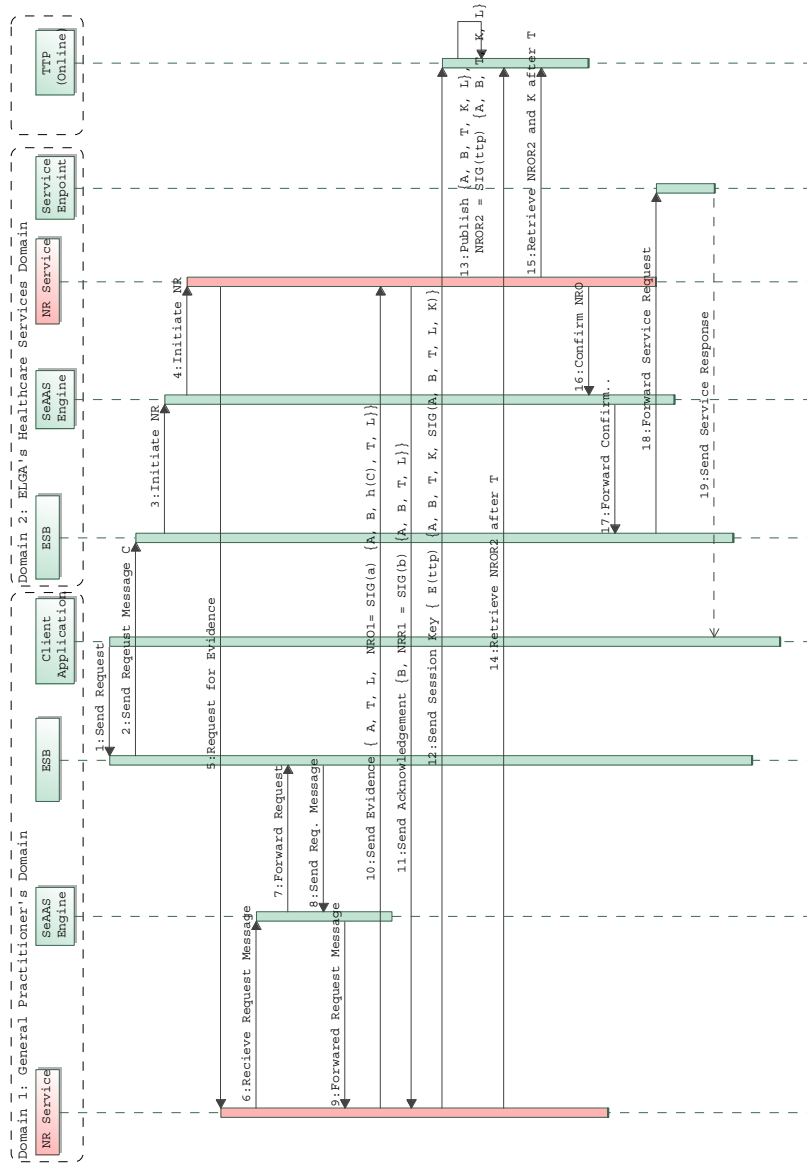 Domain 1: General Practitioner's Domain
NR Service
SeAAS
Engine
ESB
Client
Application
Domain 2: ELGA's Healthcare Services Domain
ESB
SeAAS
Engine
NR Service
Service
Enpoint
TTP
(Online)
1:Send Request
2:Send Reqeust Message C
3:Initiate NR
4:Initiate NR
5:Request for Evidence
6:Recieve Request Message
7:Forward Request
8:Send Req. Message
9:Forwared Request Message
10:Send Evidence { A, T, L, NRO1= SIG(a) {A, B, h(C), T, L}}
11:Send Acknowledgement {B, NRR1 = SIG(b) {A, B, T, L}}
12:Send Session Key { E(ttp) {A, B, T, K, SIG(A, B, T, L, K)}
13:Publish {A, B, T, K, L},
NROR2 = SIG(ttp) {A, B, T, K, L}
14:Retrieve NROR2 after T
15:Retrieve NROR2 and K after T
16:Confirm NRO
17:Forward Confirm..
18:Forward Service Request
19:Send Service Response